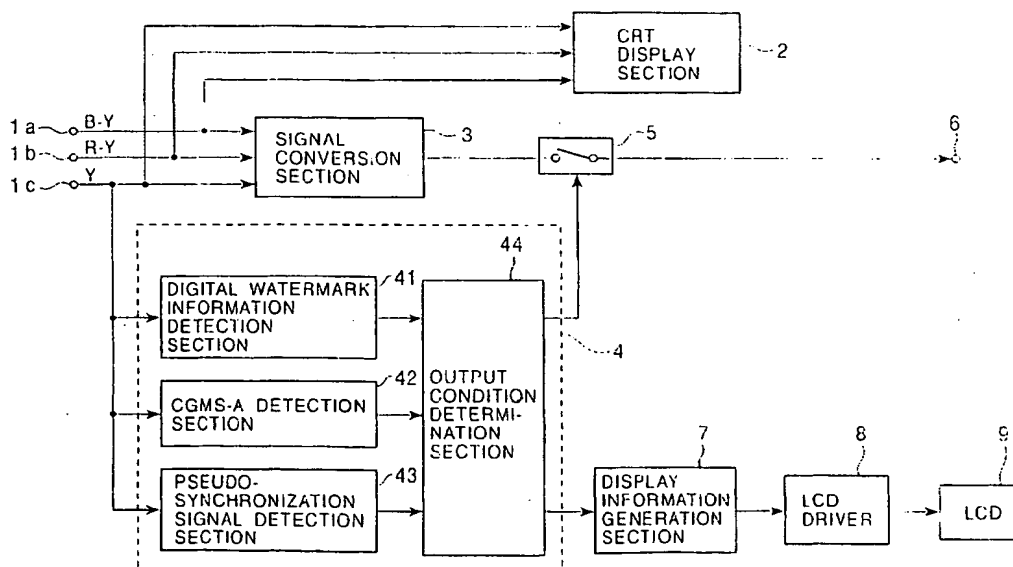 CRT
DISPLAY
SECTION
2
1a
B-Y
1b
R-Y
1c
Y
3
SIGNAL
CONVERSION
SECTION
5
6
4
41
DIGITAL WATERMARK
INFORMATION
DETECTION
SECTION
42
CGMS-A DETECTION
SECTION
43
PSEUDO-
SYNCHRONIZATION
SIGNAL DETECTION
SECTION
44
OUTPUT
CONDITION
DETERMI-
NATION
SECTION
7
DISPLAY
INFORMATION
GENERATION
SECTION
8
LCD
DRIVER
9
LCD